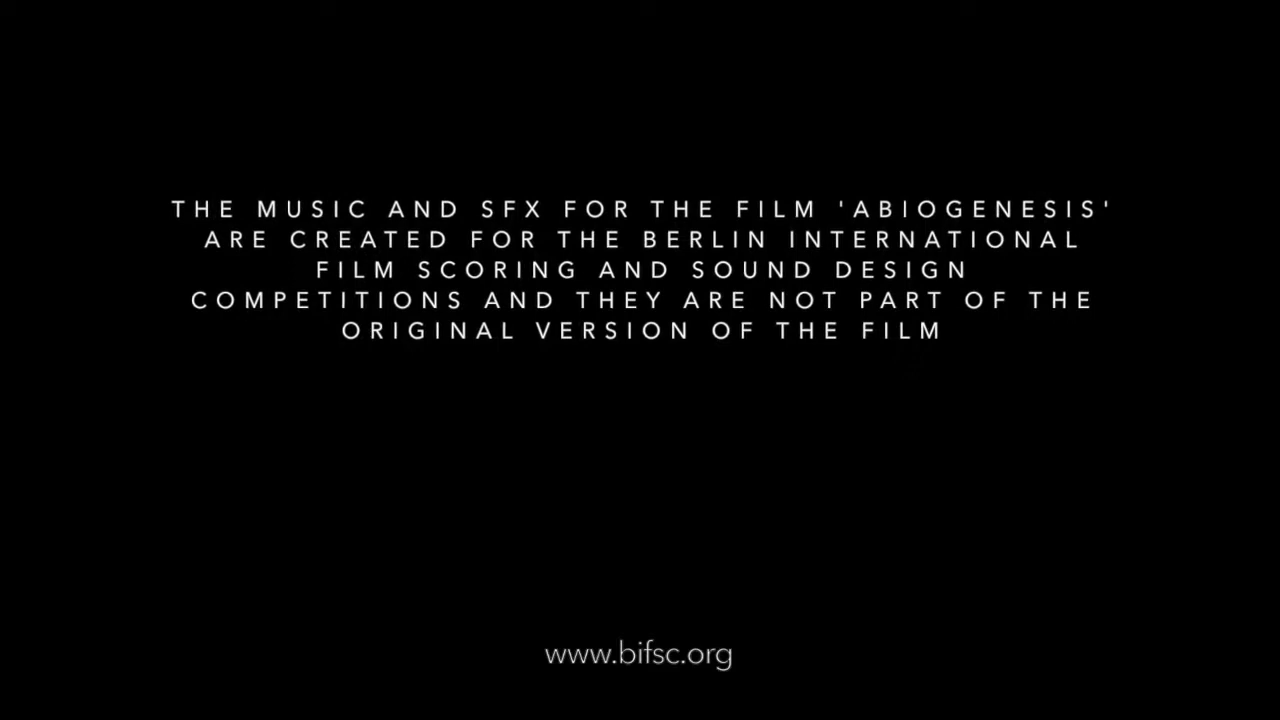 THE MUSIC AND SFX FOR THE FILM 'ABIOGENESIS'
ARE CREATED FOR THE BERLIN INTERNATIONAL
FILM SCORING AND SOUND DESIGN
COMPETITIONS AND THEY ARE NOT PART OF THE
ORIGINAL VERSION OF THE FILM
www.bifsc.org